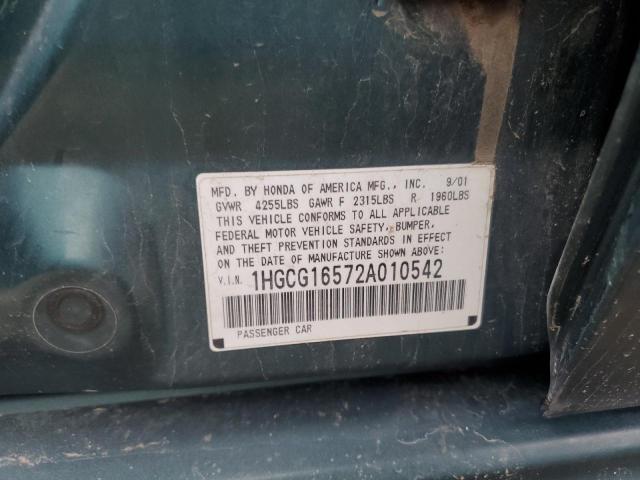 MFD. BY HONDA OF AMERICA MFG., INC. 9/01
GVWR 4255LBS GAWR F 2315LBS R 1960LBS
THIS VEHICLE CONFORMS TO ALL APPLICABLE
FEDERAL MOTOR VEHICLE SAFETY, BUMPER,
AND THEFT PREVENTION STANDARDS IN EFFECT
ON THE DATE OF MANUFACTURE SHOWN ABOVE:
V.I.N. 1HGCG16572A010542
PASSENGER CAR